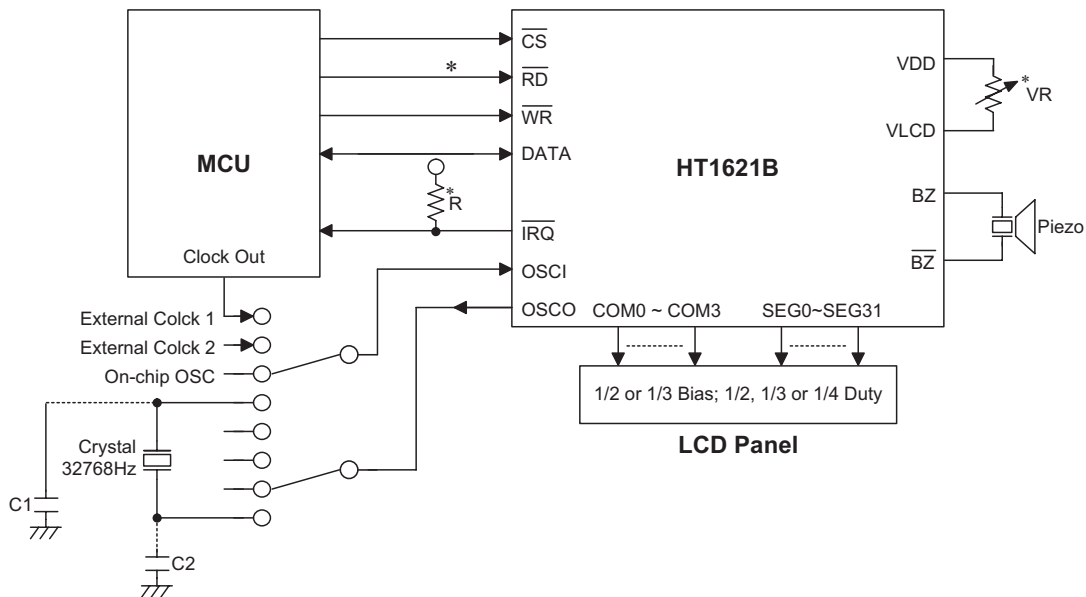 MCU
Clock Out
* 
*
R
CS
RD
WR
DATA
IRQ
OSCI
OSCO
HT1621B
VDD
VLCD
BZ
BZ
*
VR
Piezo
COM0 ~ COM3
SEG0~SEG31
1/2 or 1/3 Bias; 1/2, 1/3 or 1/4 Duty
LCD Panel
External Colck 1
External Colck 2
On-chip OSC
Crystal
32768Hz
C1
C2